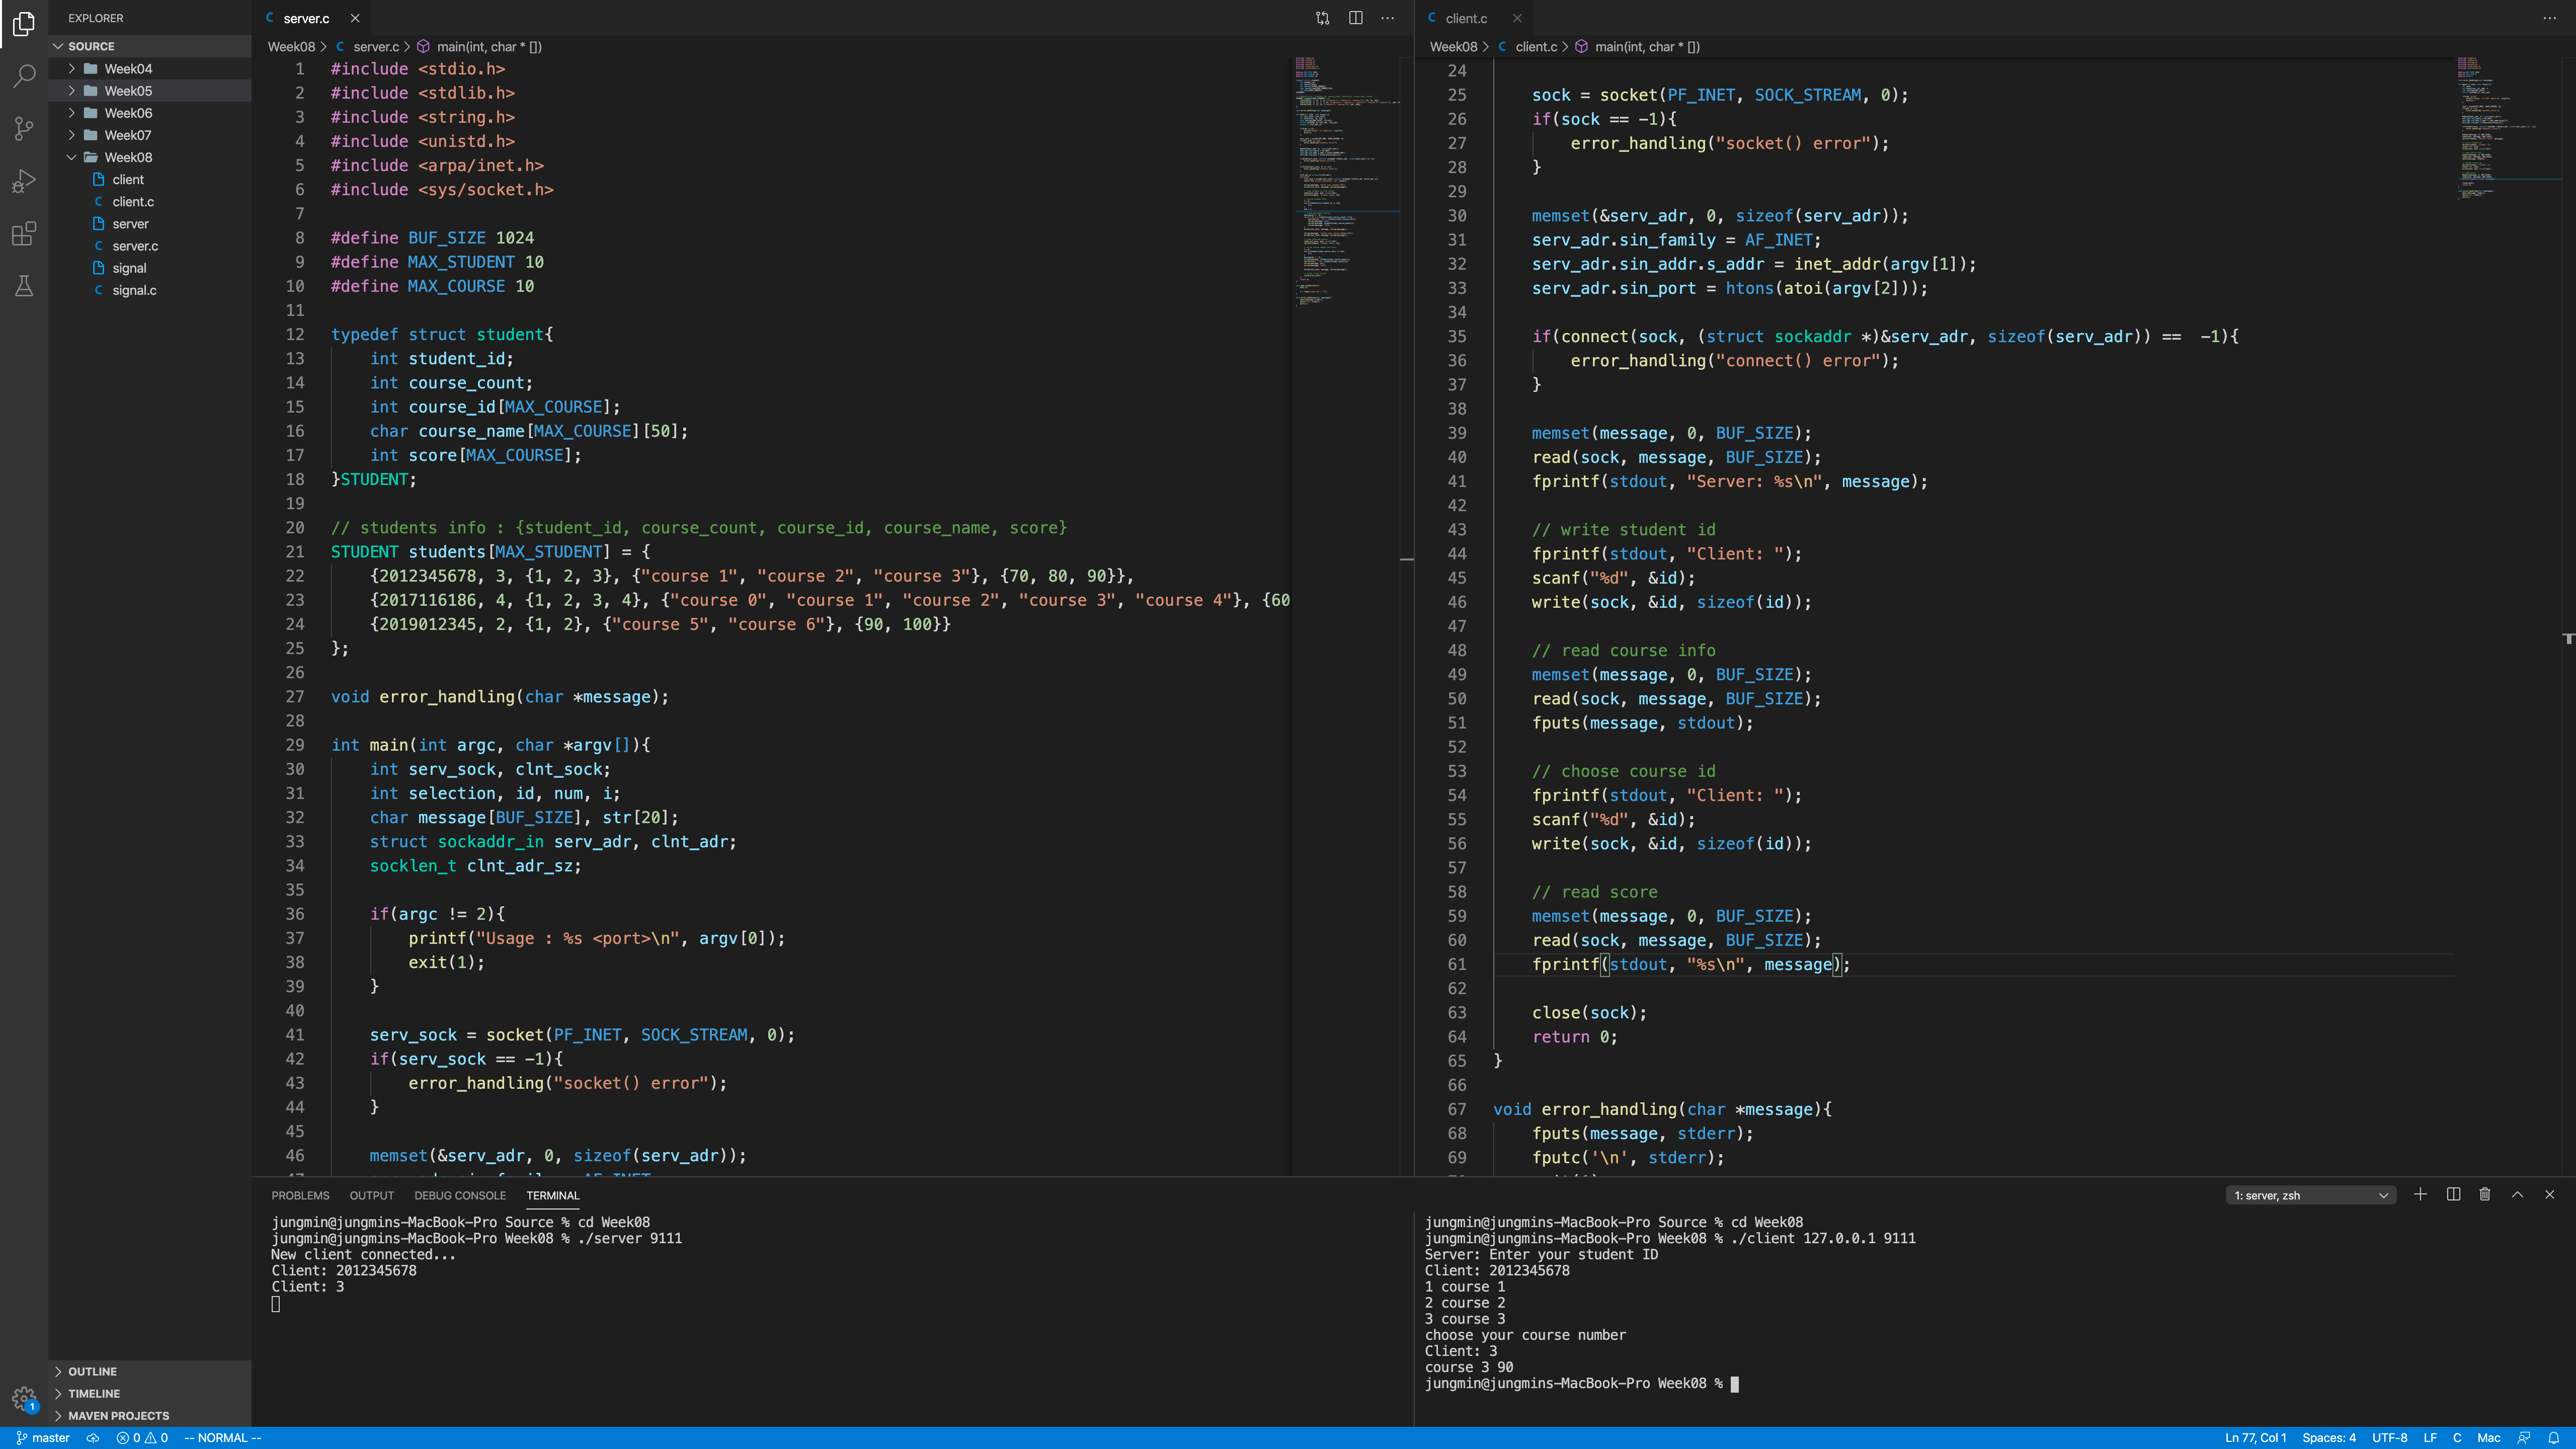 EXPLORER
SOURCE
Week04
Week05
Week06
Week07
Week08
client
client.c
server
server.c
signal
signal.c
OUTLINE
TIMELINE
MAVEN PROJECTS
1
server.c
Week08 > C server.c > main(int, char * [])
1 #include <stdio.h>
2 #include <stdlib.h>
3 #include <string.h>
4 #include <unistd.h>
5 #include <arpa/inet.h>
6 #include <sys/socket.h>
7
8 #define BUF_SIZE 1024
9 #define MAX_STUDENT 10
10 #define MAX_COURSE 10
11
12 typedef struct student{
13 int student_id;
14 int course_count;
15 int course_id[MAX_COURSE];
16 char course_name[MAX_COURSE][50];
17 int score[MAX_COURSE];
18 }STUDENT;
19
20 // students info : {student_id, course_count, course_id, course_name, score}
21 STUDENT students[MAX_STUDENT] = {
22 {2012345678, 3, {1, 2, 3}, {"course 1", "course 2", "course 3"}, {70, 80, 90}},
23 {2017116186, 4, {1, 2, 3, 4}, {"course 0", "course 1", "course 2", "course 3", "course 4"}, {60
24 {2019012345, 2, {1, 2}, {"course 5", "course 6"}, {90, 100}}
25 };
26
27 void error_handling(char *message);
28
29 int main(int argc, char *argv[]){
30 int serv_sock, clnt_sock;
31 int selection, id, num, i;
32 char message[BUF_SIZE], str[20];
33 struct sockaddr_in serv_adr, clnt_adr;
34 socklen_t clnt_adr_sz;
35
36 if(argc != 2){
37 printf("Usage : %s <port>\n", argv[0]);
38 exit(1);
39 }
40
41 serv_sock = socket(PF_INET, SOCK_STREAM, 0);
42 if(serv_sock == -1){
43 error_handling("socket() error");
44 }
45
46 memset(&serv_adr, 0, sizeof(serv_adr));
client.c
Week08 > C client.c > main(int, char * [])
24
25 sock = socket(PF_INET, SOCK_STREAM, 0);
26 if(sock == -1){
27 error_handling("socket() error");
28 }
29
30 memset(&serv_adr, 0, sizeof(serv_adr));
31 serv_adr.sin_family = AF_INET;
32 serv_adr.sin_addr.s_addr = inet_addr(argv[1]);
33 serv_adr.sin_port = htons(atoi(argv[2]));
34
35 if(connect(sock, (struct sockaddr *)&serv_adr, sizeof(serv_adr)) == -1){
36 error_handling("connect() error");
37 }
38
39 memset(message, 0, BUF_SIZE);
40 read(sock, message, BUF_SIZE);
41 fprintf(stdout, "Server: %s\n", message);
42
43 // write student id
44 fprintf(stdout, "Client: ");
45 scanf("%d", &id);
46 write(sock, &id, sizeof(id));
47
48 // read course info
49 memset(message, 0, BUF_SIZE);
50 read(sock, message, BUF_SIZE);
51 fputs(message, stdout);
52
53 // choose course id
54 fprintf(stdout, "Client: ");
55 scanf("%d", &id);
56 write(sock, &id, sizeof(id));
57
58 // read score
59 memset(message, 0, BUF_SIZE);
60 read(sock, message, BUF_SIZE);
61 fprintf(stdout, "%s\n", message);
62
63 close(sock);
64 return 0;
65 }
66
67 void error_handling(char *message){
68 fputs(message, stderr);
69 fputc('\n', stderr);
PROBLEMS OUTPUT DEBUG CONSOLE TERMINAL
1: server, zsh
jungmin@jungmins-MacBook-Pro Source % cd Week08
jungmin@jungmins-MacBook-Pro Week08 % ./server 9111
New client connected...
Client: 2012345678
Client: 3
jungmin@jungmins-MacBook-Pro Source % cd Week08
jungmin@jungmins-MacBook-Pro Week08 % ./client 127.0.0.1 9111
Server: Enter your student ID
Client: 2012345678
1 course 1
2 course 2
3 course 3
choose your course number
Client: 3
course 3 90
jungmin@jungmins-MacBook-Pro Week08 %
master 0 0 -- NORMAL --
Ln 77, Col 1 Spaces: 4 UTF-8 LF C Mac